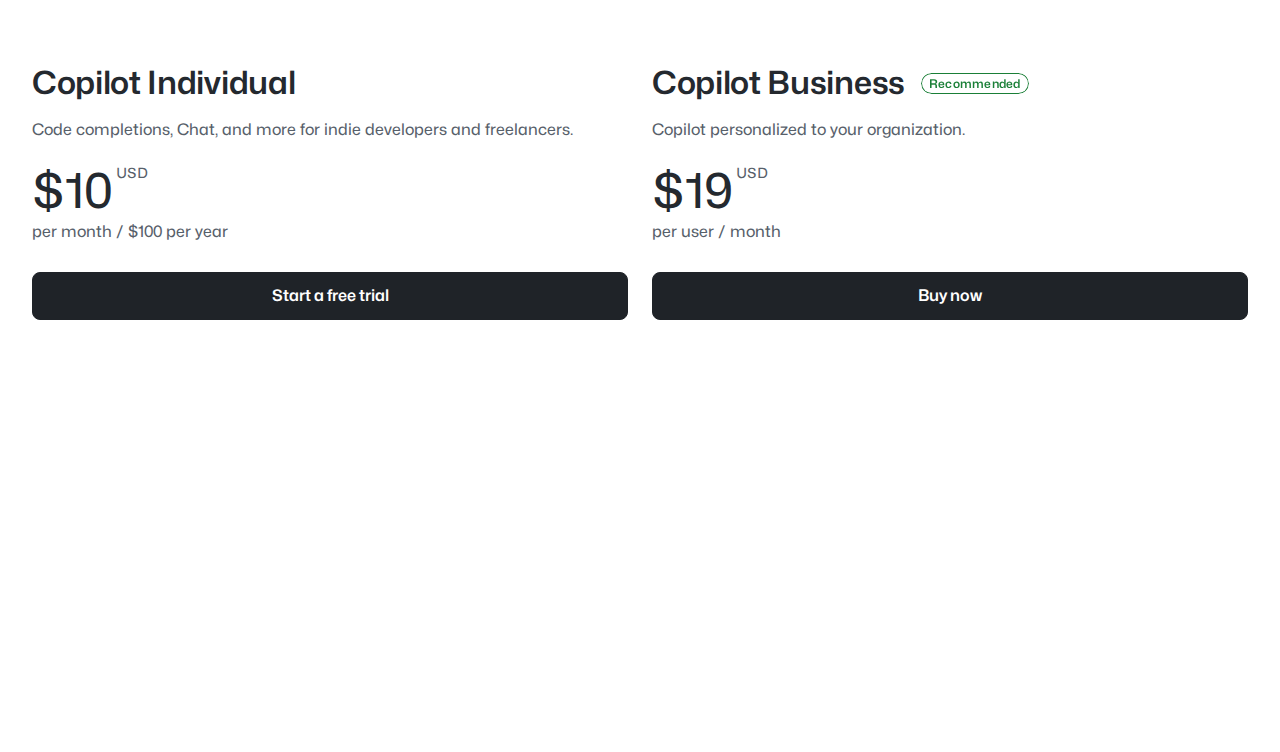 Copilot Individual
Code completions, Chat, and more for indie developers and freelancers.
$10 USD
per month / $100 per year
Start a free trial
Copilot Business Recommended
Copilot personalized to your organization.
$19 USD
per user / month
Buy now